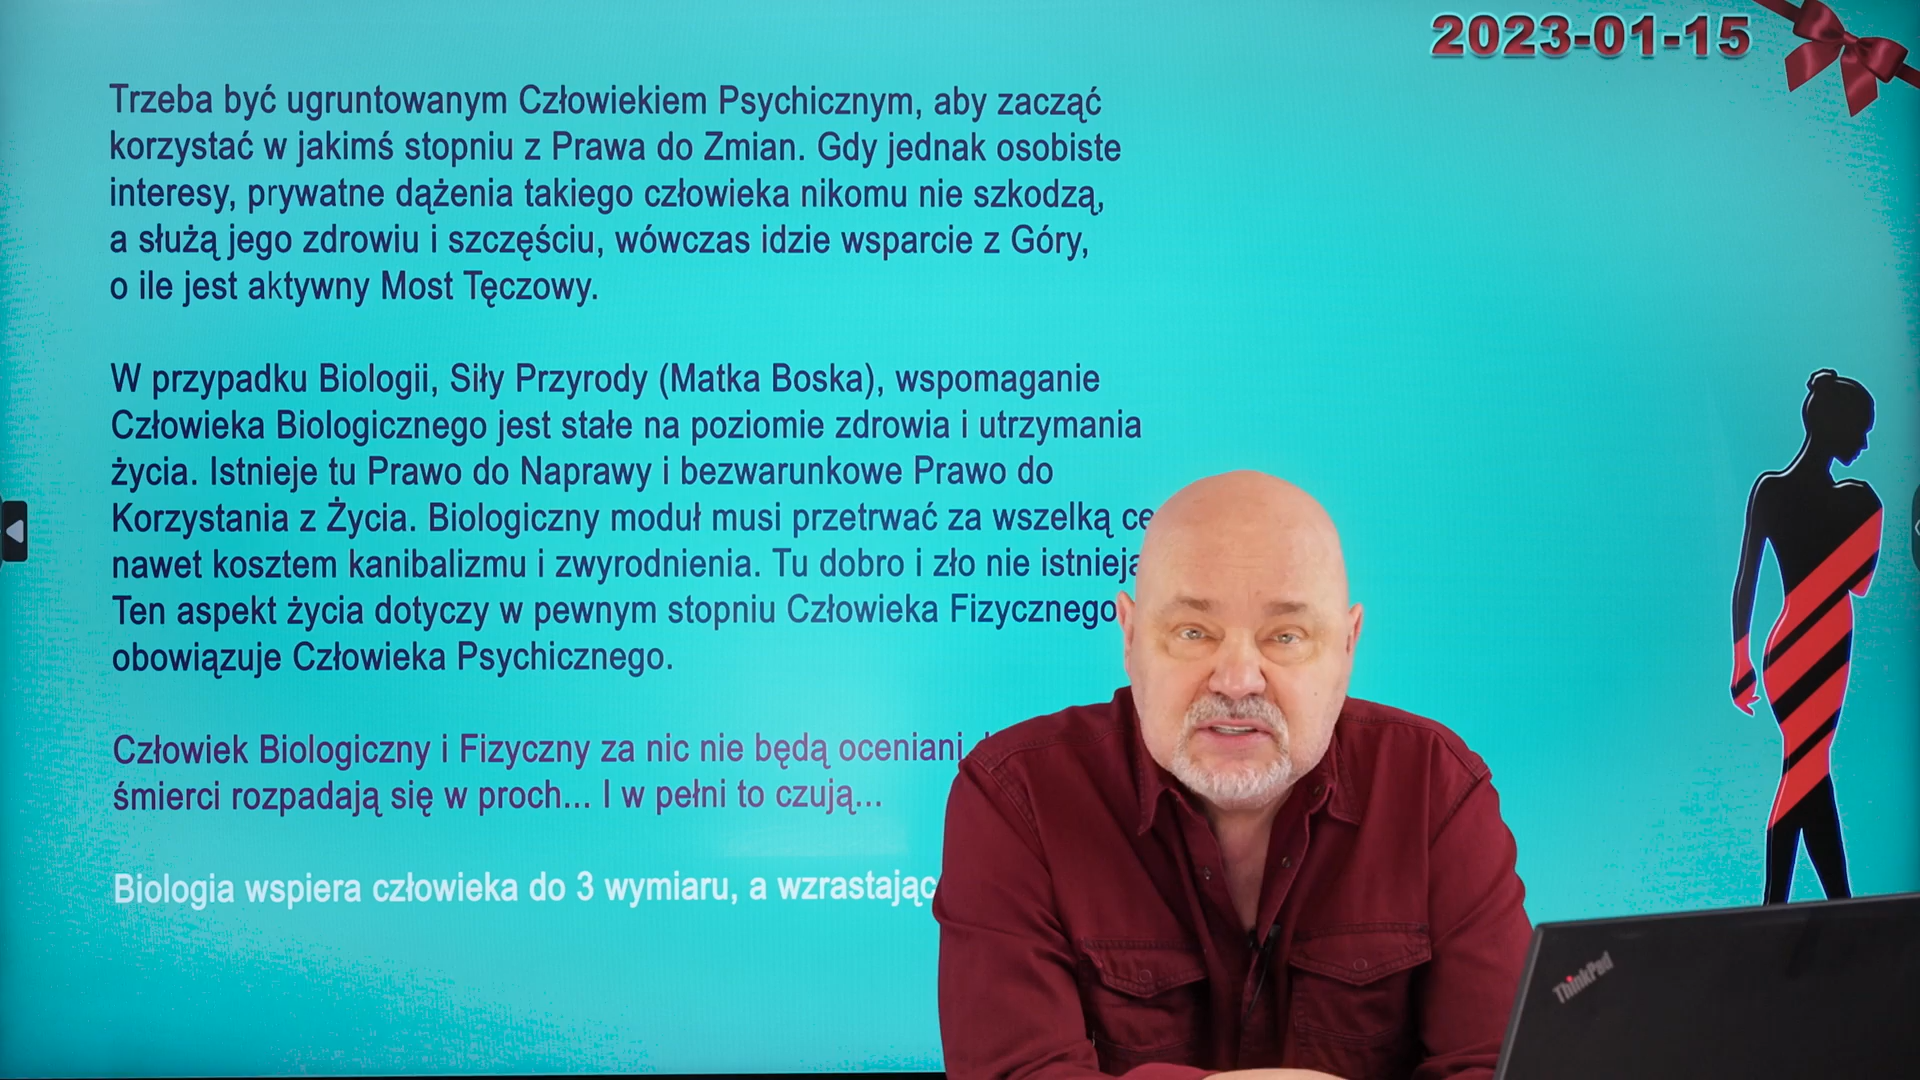 2023-01-15
Trzeba być ugruntowanym Człowiekiem Psychicznym, aby zacząć
korzystać w jakimś stopniu z Prawa do Zmian. Gdy jednak osobiste
interesy, prywatne dążenia takiego człowieka nikomu nie szkodzą,
a służą jego zdrowiu i szczęściu, wówczas idzie wsparcie z Góry,
o ile jest aktywny Most Tęczowy.
W przypadku Biologii, Siły Przyrody (Matka Boska), wspomaganie
Człowieka Biologicznego jest stałe na poziomie zdrowia i utrzymania
życia. Istnieje tu Prawo do Naprawy i bezwarunkowe Prawo do
Korzystania z Życia. Biologiczny moduł musi przetrwać za wszelką
nawet kosztem kanibalizmu i zwyrodnienia. Tu dobro i zło nie
Ten aspekt życia dotyczy w pewnym stopniu Człowieka Fizycznego
obowiązuje Człowieka Psychicznego.
Człowiek Biologiczny i Fizyczny za nic nie będą oceniani
śmierci rozpadają się w proch... I w pełni to czują...
Biologia wspiera człowieka do 3 wymiaru, a
ThinkPad